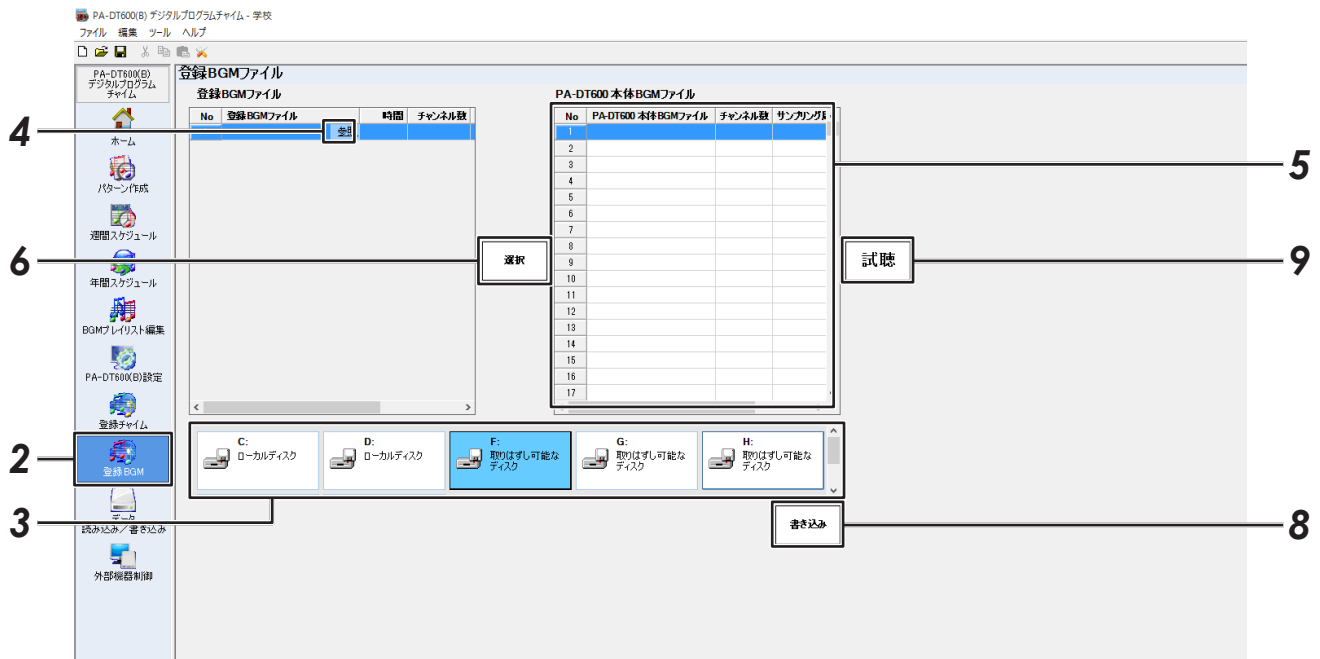 PA-DT600(B) デジタルプログラムチャイム - 学校
ファイル 編集 ツール ヘルプ
PA-DT600(B)
デジタルプログラム
チャイム
ホーム
パターン作成
週間スケジュール
年間スケジュール
BGMプレイリスト編集
PA-DT600(B)設定
登録チャイム
登録BGM
データ
読み込み/書き込み
外部機器制御
登録BGMファイル
登録BGMファイル
No 登録BGMファイル 時間 チャンネル数
参照
選択
PA-DT600 本体BGMファイル
No PA-DT600 本体BGMファイル チャンネル数 サンプリング
1
2
3
4
5
6
7
8
9
10
11
12
13
14
15
16
17
試聴
C:
ローカルディスク
D:
ローカルディスク
F:
取りはずし可能な
ディスク
G:
取りはずし可能な
ディスク
H:
取りはずし可能な
ディスク
書き込み
4
6
2
3
5
9
8